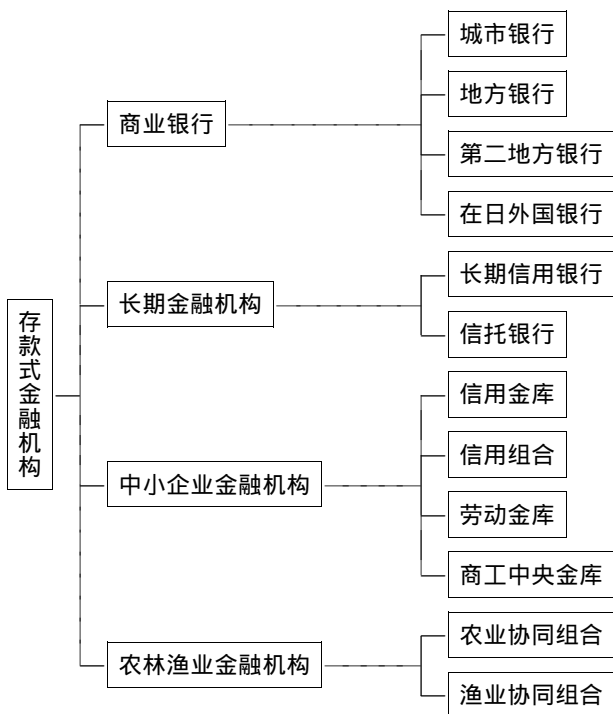 存款式金融机构
商业银行
城市银行
地方银行
第二地方银行
在日外国银行
长期金融机构
长期信用银行
信托银行
中小企业金融机构
信用金库
信用组合
劳动金库
商工中央金库
农林渔业金融机构
农业协同组合
渔业协同组合